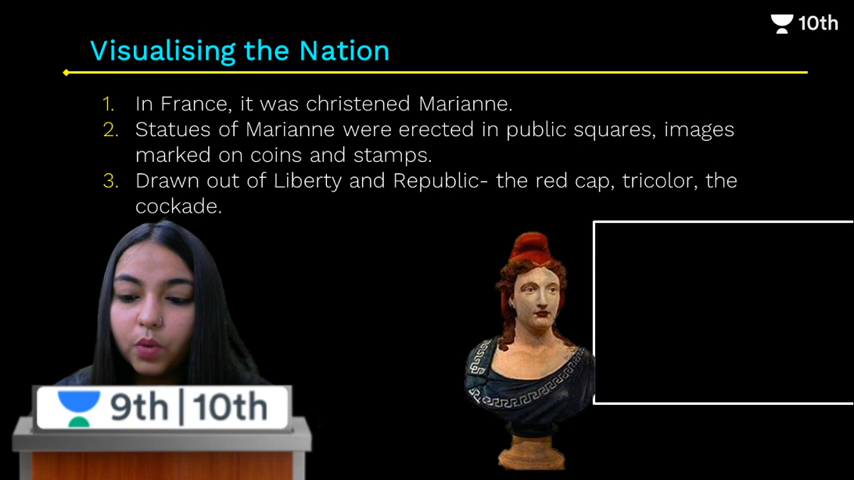 10th
Visualising the Nation
1. In France, it was christened Marianne.
2. Statues of Marianne were erected in public squares, images
marked on coins and stamps.
3. Drawn out of Liberty and Republic- the red cap, tricolor, the
cockade.
9th|10th